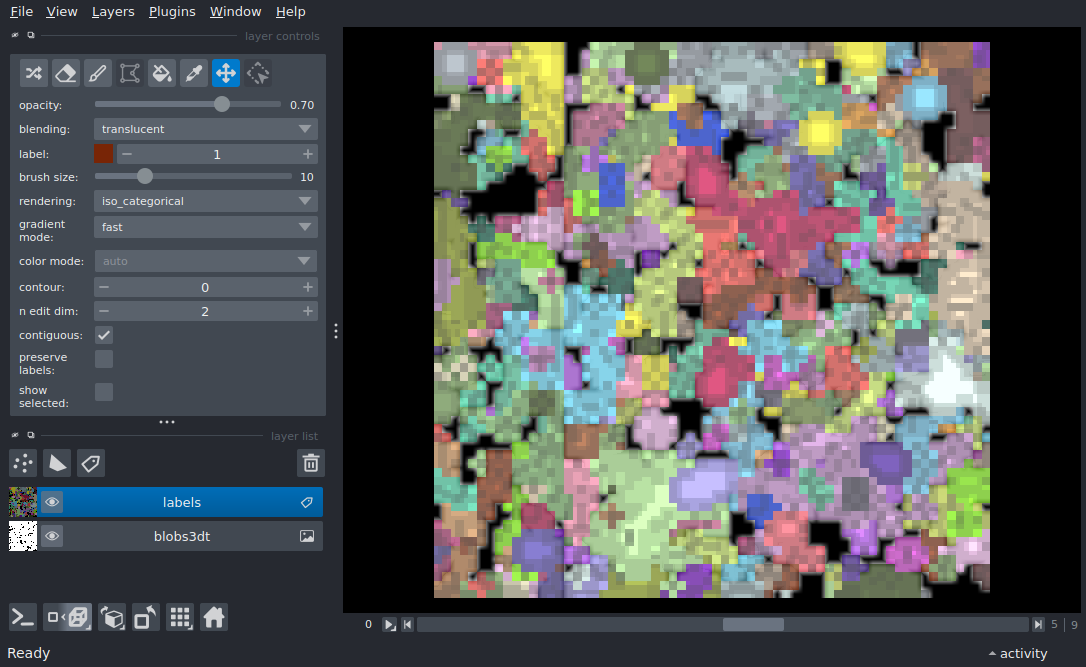 File View Layers Plugins Window Help
layer controls
opacity: 0.70
blending: translucent
label: 1
brush size: 10
rendering: iso_categorical
gradient
mode: fast
color mode: auto
contour: 0
n edit dim: 2
contiguous:
preserve
labels:
show
selected:
layer list
labels
blobs3dt
0 5 | 9
Ready activity